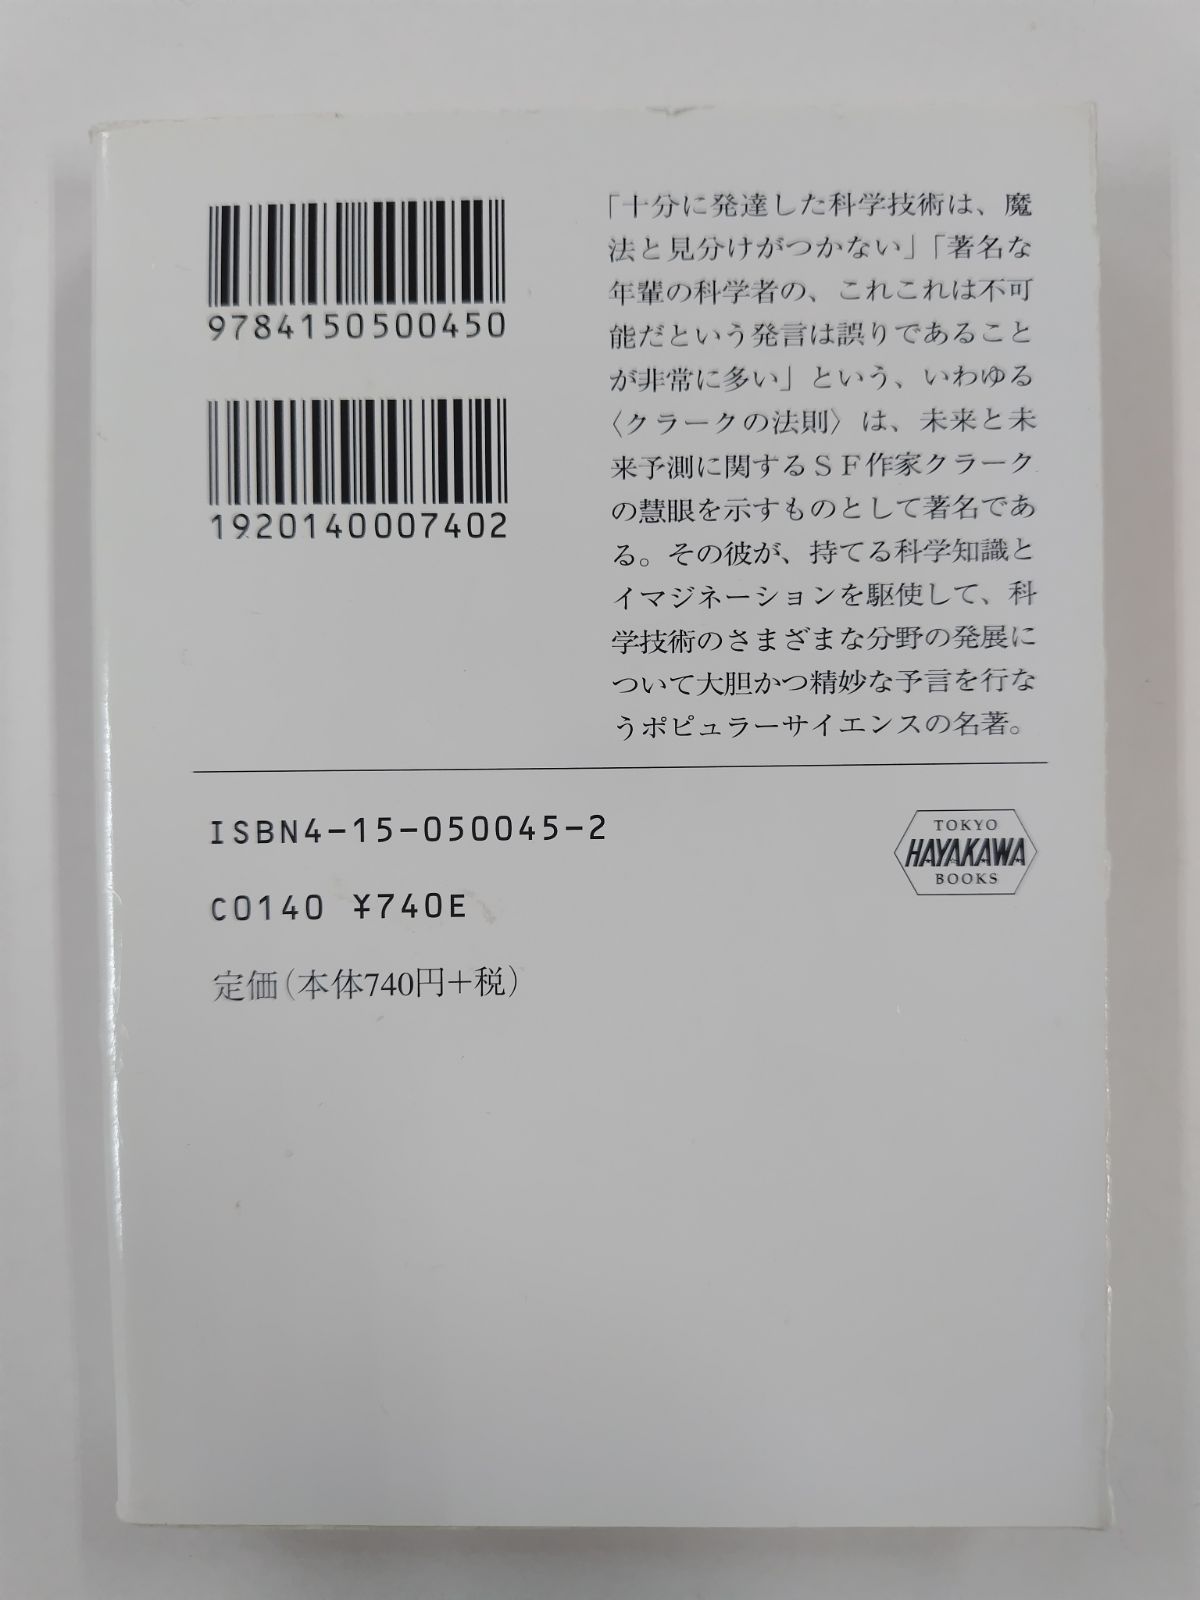 9784150500450
1920140007402
「十分に発達した科学技術は、魔
法と見分けがつかない」「著名な
年輩の科学者の、これこれは不可
能だという発言は誤りであること
が非常に多い」という、いわゆる
〈クラークの法則〉は、未来と未
来予測に関するＳＦ作家クラーク
の慧眼を示すものとして著名であ
る。その彼が、持てる科学知識と
イマジネーションを駆使して、科
学技術のさまざまな分野の発展に
ついて大胆かつ精妙な予言を行な
うポピュラーサイエンスの名著。
ISBN4-15-050045-2
C0140 ¥740E
定価(本体740円+税)
TOKYO
HAYAKAWA
BOOKS